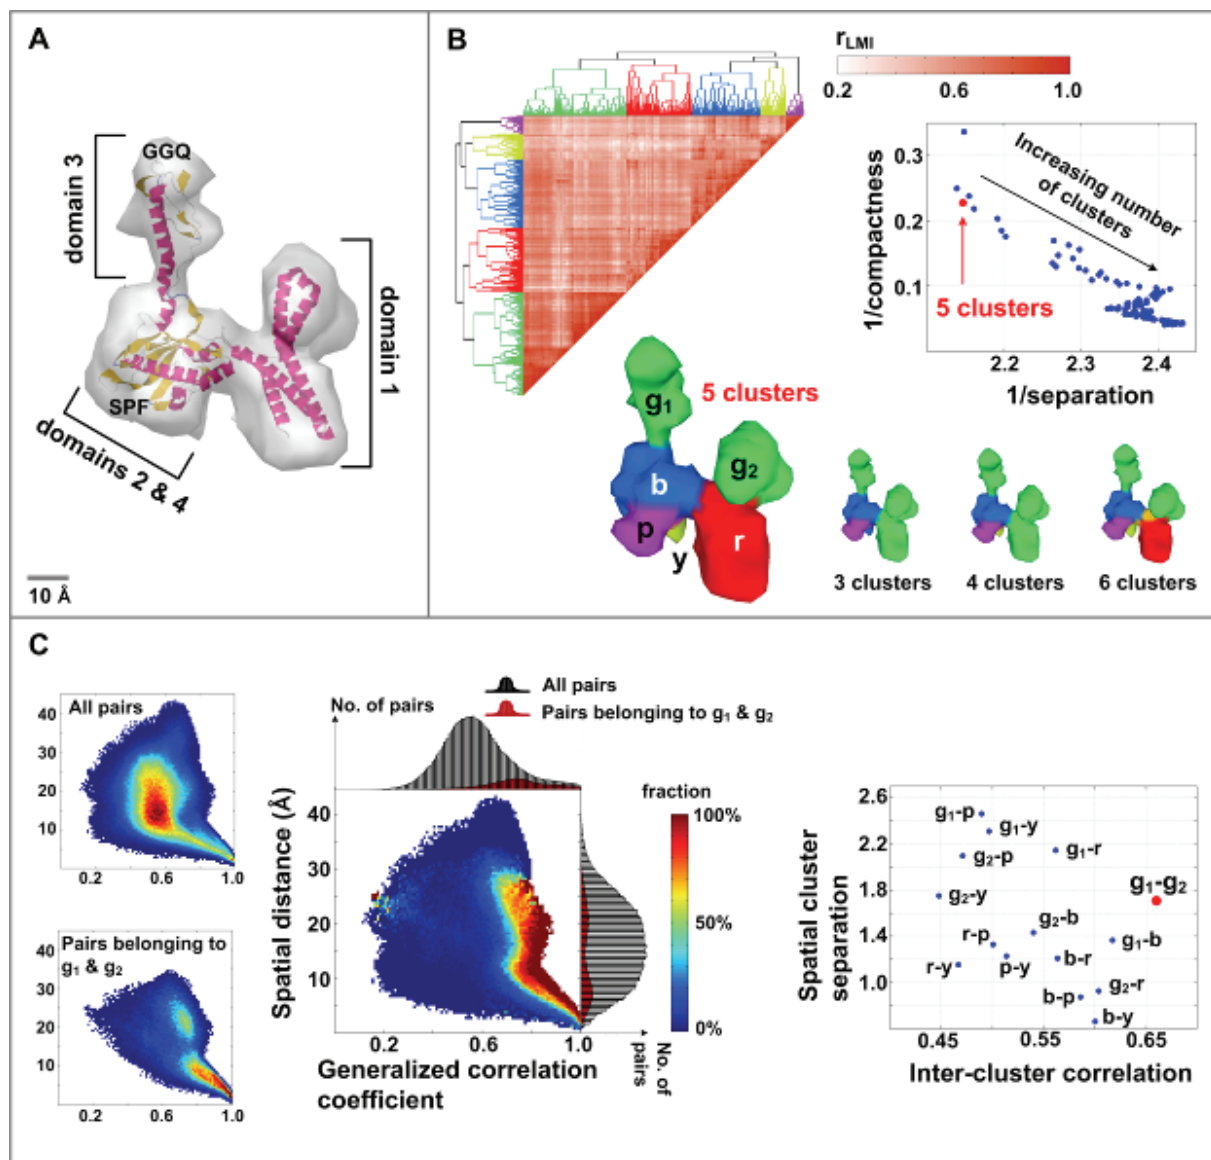 A
GGQ
domain 3
domain 1
SPF
domains 2 & 4
10 Å
B
rLMI
0.2
0.6
1.0
1/compactness
0.3
0.2
0.1
Increasing number
of clusters
5 clusters
2.2
2.3
2.4
1/separation
5 clusters
g1
g2
b
p
y
r
3 clusters
4 clusters
6 clusters
C
All pairs
40
30
20
10
0.2
0.6
1.0
Pairs belonging to
g1 & g2
40
30
20
10
0.2
0.6
1.0
No. of pairs
All pairs
Pairs belonging to g1 & g2
Spatial distance (Å)
40
30
20
10
0.2
0.6
1.0
Generalized correlation
coefficient
No. of
pairs
fraction
100%
50%
0%
Spatial cluster
separation
2.6
2.2
1.8
1.4
1.0
g1-p
g1-y
g2-p
g1-r
g2-y
g1-g2
g2-b
r-p
g1-b
r-y
p-y
b-r
b-p
g2-r
b-y
0.45
0.55
0.65
Inter-cluster correlation